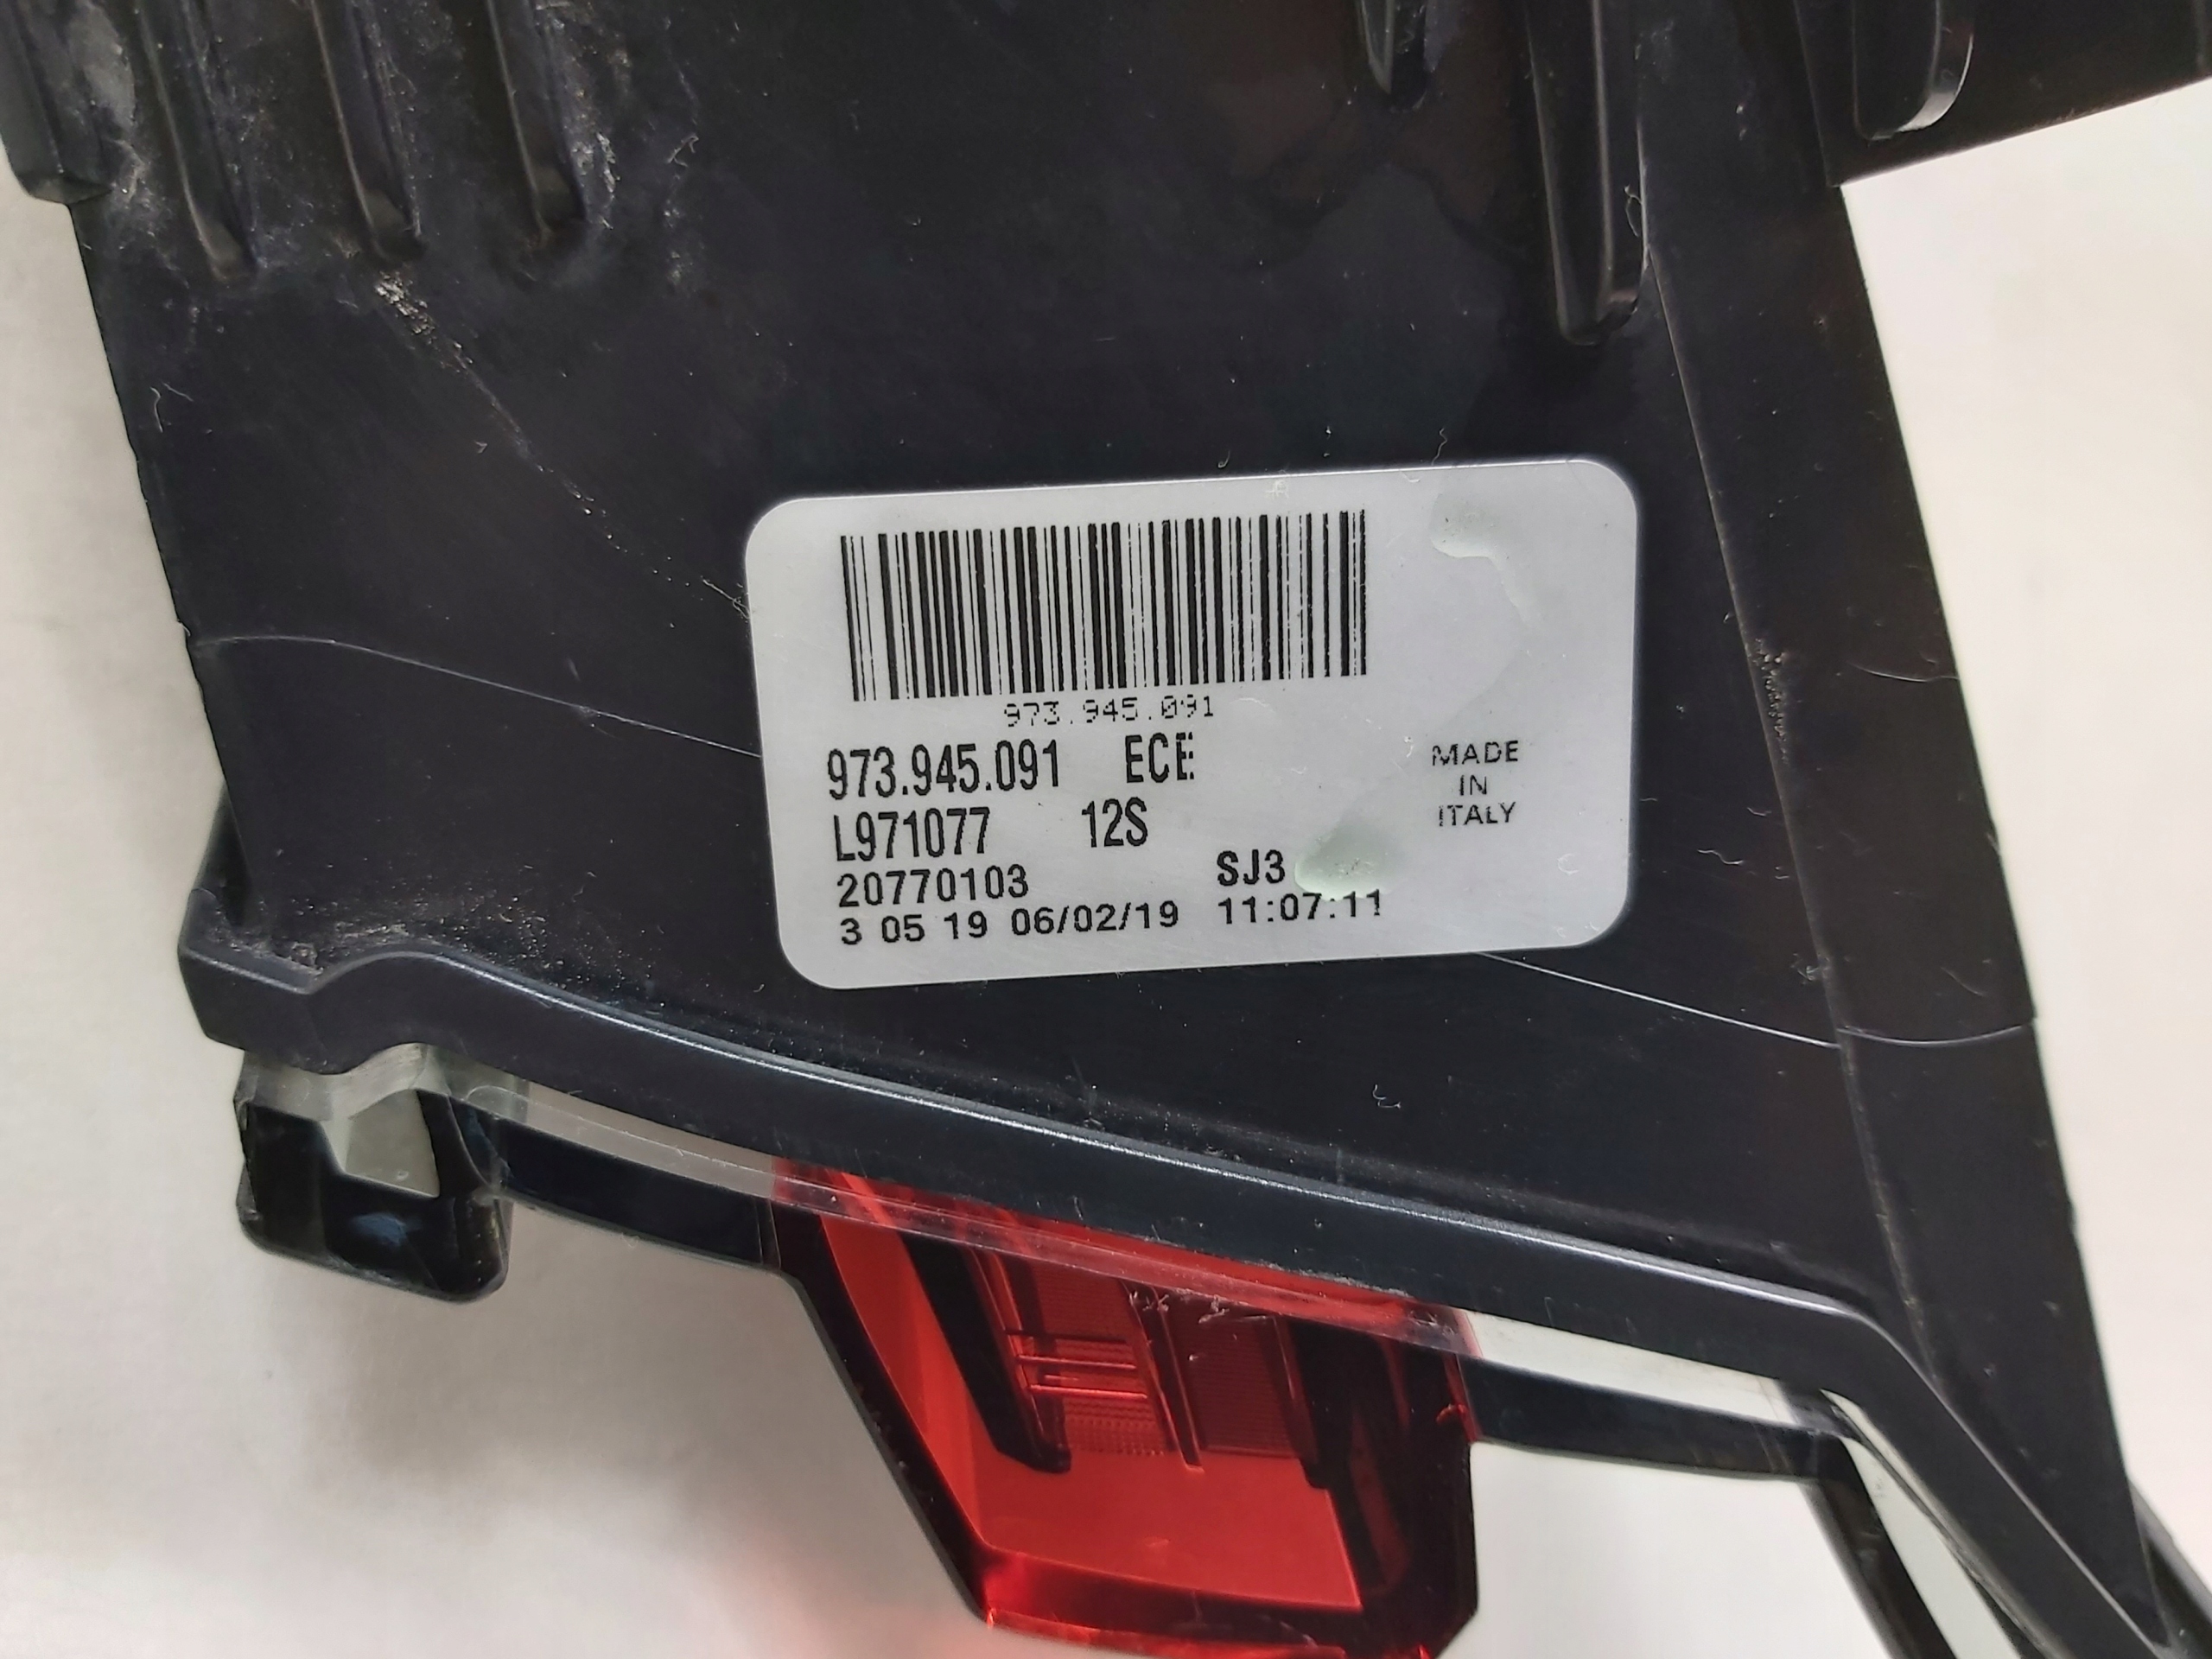 973.945.091
973.945.091 ECE
L971077 12S
20770103 SJ3
3 05 19 06/02/19 11:07:11
MADE
IN
ITALY